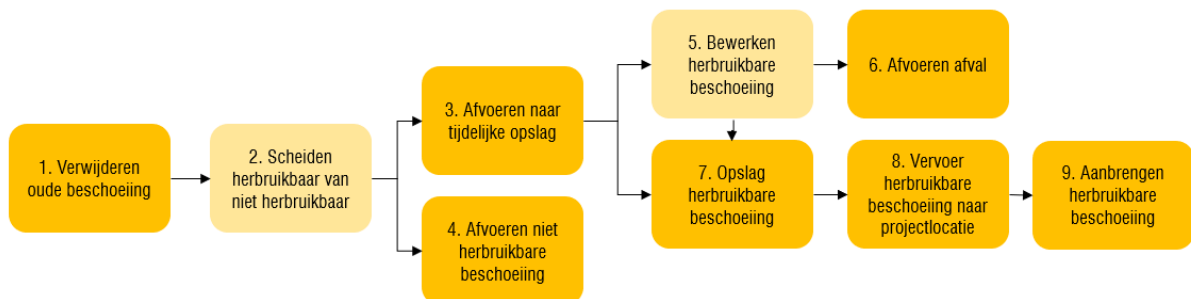 1. Verwijderen
oude beschoeiing
2. Scheiden
herbruikbaar van
niet herbruikbaar
3. Afvoeren naar
tijdelijke opslag
4. Afvoeren niet
herbruikbare
beschoeiing
5. Bewerken
herbruikbare
beschoeiing
6. Afvoeren afval
7. Opslag
herbruikbare
beschoeiing
8. Vervoer
herbruikbare
beschoeiing naar
projectlocatie
9. Aanbrengen
herbruikbare
beschoeiing